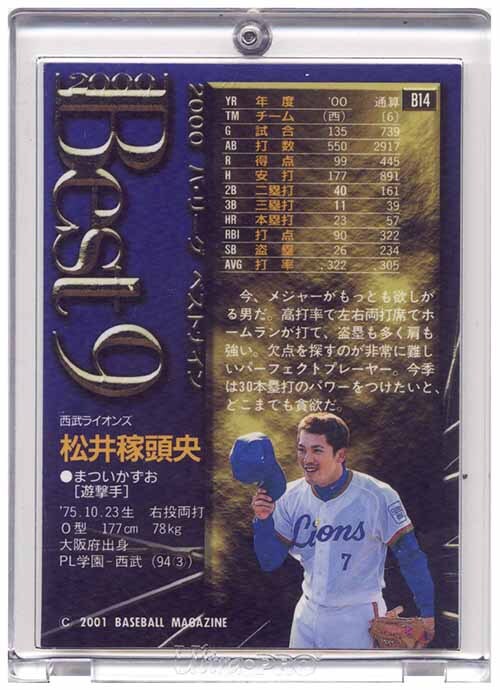 [2000]
Best 9
2000 パ・リーグ ベストナイン
B14
YR 年度 '00 通算
TM チーム (西) (6)
G 試合 135 739
AB 打数 550 2917
R 得点 99 445
H 安打 177 891
2B 二塁打 40 161
3B 三塁打 11 39
HR 本塁打 23 57
RBI 打点 90 322
SB 盗塁 26 234
AVG 打率 .322 .305
今、メジャーがもっとも欲しが
る男だ。高打率で左右両打席でホ
ームランが打て、盗塁も多く肩も
強い。欠点を探すのが非常に難し
いパーフェクトプレーヤー。今季
は30本塁打のパワーをつけたいと、
どこまでも貪欲だ。
西武ライオンズ
松井稼頭央
●まついかずお
[遊撃手]
'75.10.23生 右投両打
O型 177cm 78kg
大阪府出身
PL学園-西武(94③)
Lions
7
C 2001 BASEBALL MAGAZINE
UltraPRO